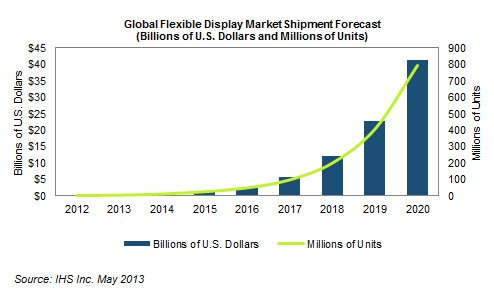 Global Flexible Display Market Shipment Forecast
(Billions of U.S. Dollars and Millions of Units)
Billions of U.S. Dollars
$45
$40
$35
$30
$25
$20
$15
$10
$5
$0
900
800
700
600
500
400
300
200
100
0
Millions of Units
2012 2013 2014 2015 2016 2017 2018 2019 2020
Billions of U.S. Dollars Millions of Units
Source: IHS Inc. May 2013